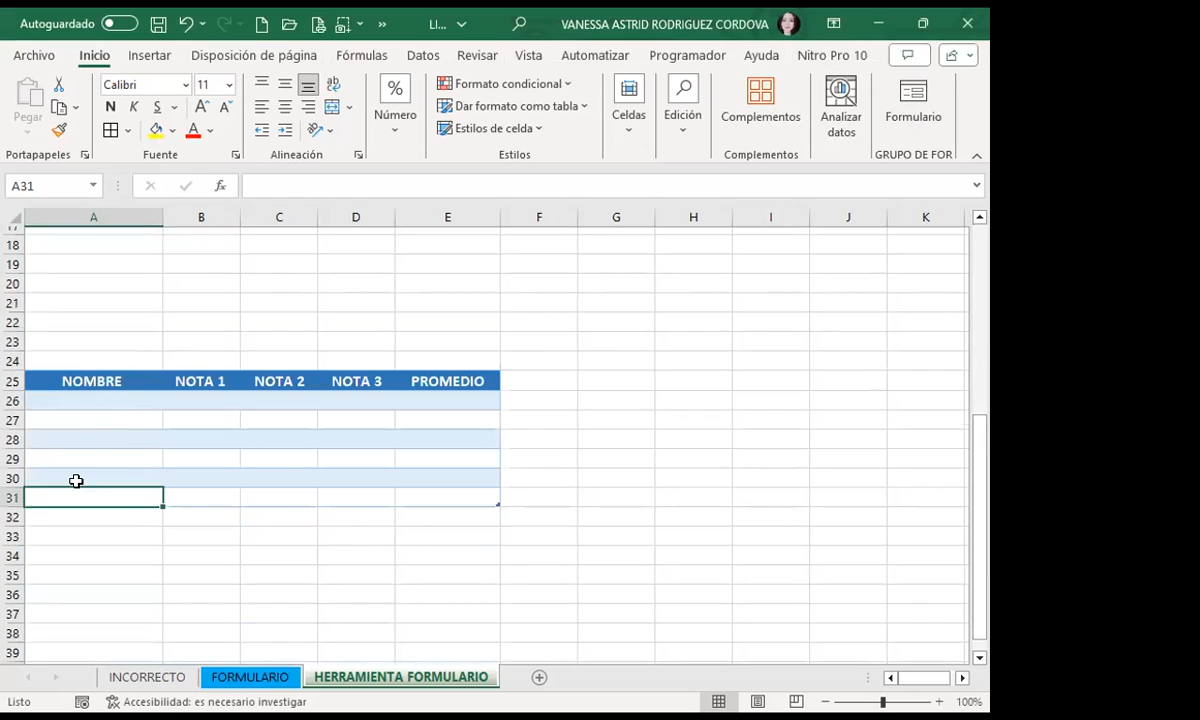 Autoguardado LI... VANESSA ASTRID RODRIGUEZ CORDOVA
Archivo Inicio Insertar Disposición de página Fórmulas Datos Revisar Vista Automatizar Programador Ayuda Nitro Pro 10
Pegar
Calibri 11
N K S
Número
Formato condicional
Dar formato como tabla
Estilos de celda
Celdas
Edición
Complementos
Analizar datos
Formulario
Portapapeles Fuente Alineación Estilos Complementos GRUPO DE FOR
A31 fx
A B C D E F G H I J K
18
19
20
21
22
23
24
25 NOMBRE NOTA 1 NOTA 2 NOTA 3 PROMEDIO
26
27
28
29
30
31
32
33
34
35
36
37
38
39
INCORRECTO FORMULARIO HERRAMIENTA FORMULARIO
Listo Accesibilidad: es necesario investigar 100%